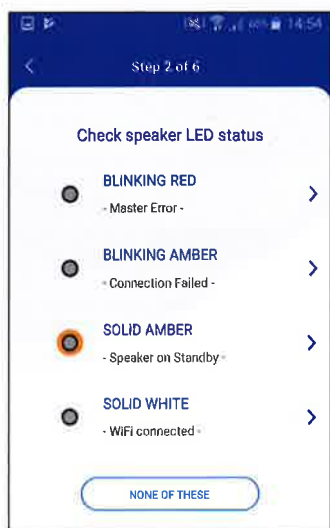 14:54
Step 2 of 6
Check speaker LED status
BLINKING RED
- Master Error -
BLINKING AMBER
- Connection Failed -
SOLID AMBER
- Speaker on Standby -
SOLID WHITE
- WiFi connected -
NONE OF THESE